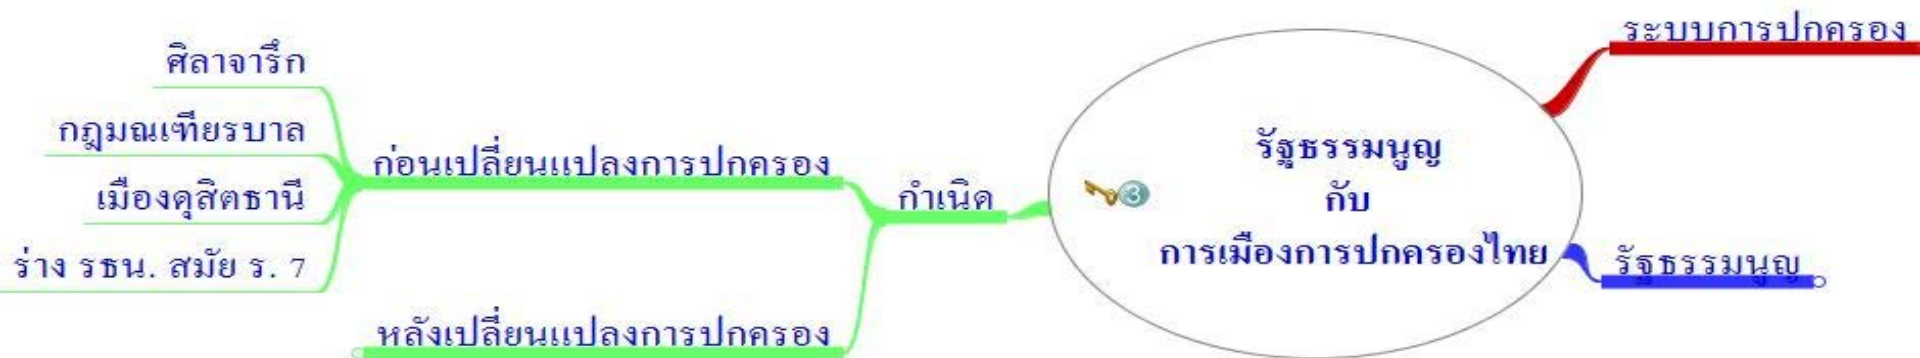 ศิลาจารึก
กฎมณเฑียรบาล
เมืองดุสิตธานี
ร่าง รธน. สมัย ร. 7
ก่อนเปลี่ยนแปลงการปกครอง
หลังเปลี่ยนแปลงการปกครอง
กำเนิด
3
รัฐธรรมนูญ
กับ
การเมืองการปกครองไทย
ระบบการปกครอง
รัฐธรรมนูญ